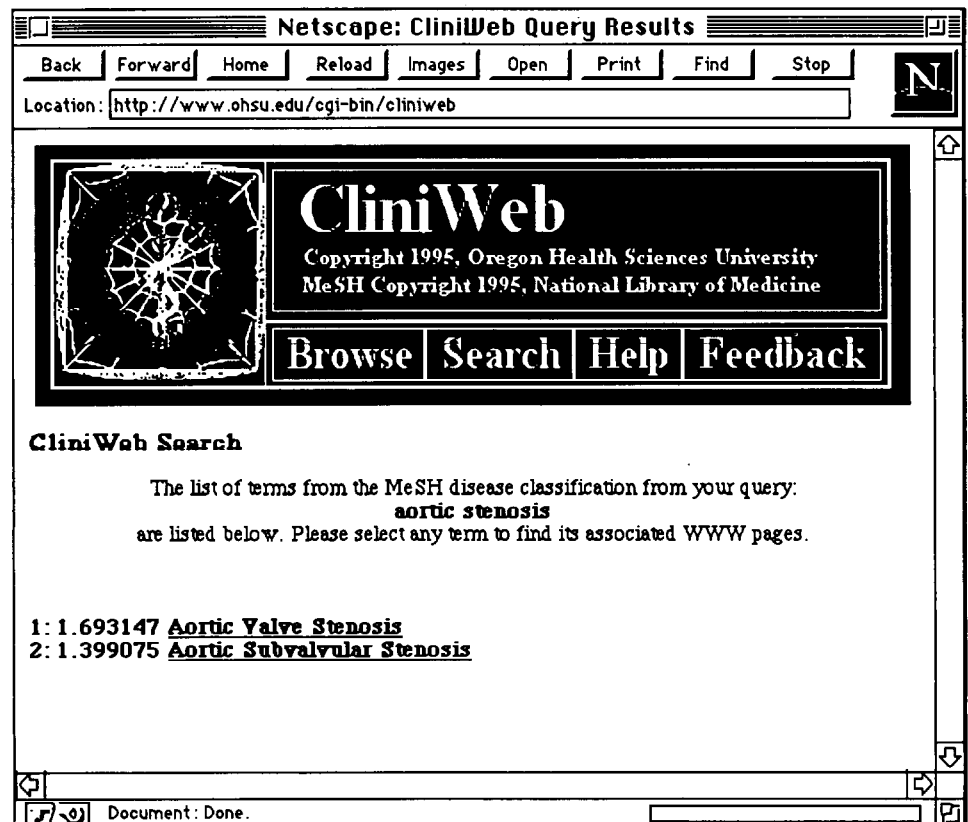 Netscape: CliniWeb Query Results
Back Forward Home Reload Images Open Print Find Stop
N
Location: http://www.ohsu.edu/cgi-bin/cliniweb
CliniWeb
Copyright 1995, Oregon Health Sciences University
MeSH Copyright 1995, National Library of Medicine
Browse Search Help Feedback
CliniWeb Search
The list of terms from the MeSH disease classification from your query:
aortic stenosis
are listed below. Please select any term to find its associated WWW pages.
1: 1.693147 Aortic Valve Stenosis
2: 1.399075 Aortic Subvalvular Stenosis
Document: Done.